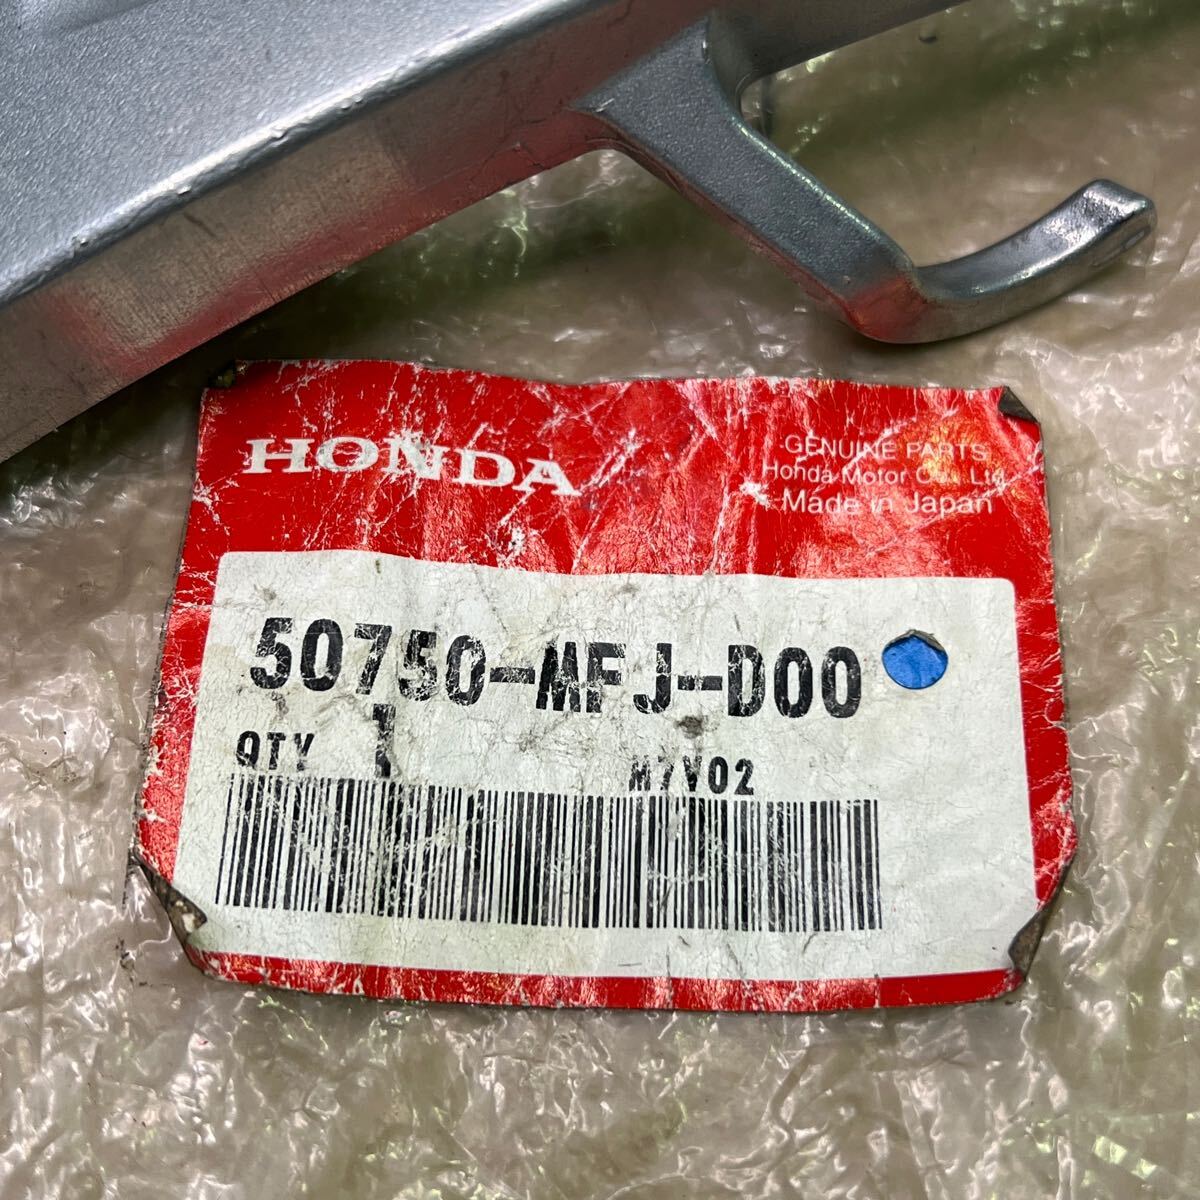 HONDA
GENUINE PARTS
Honda Motor Co., Ltd.
Made in Japan
50750-MFJ-D00
QTY 1 M7V02